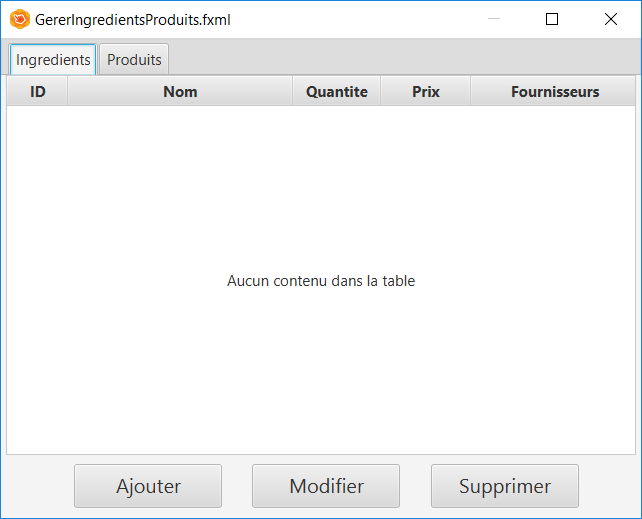 GererIngredientsProduits.fxml
Ingredients Produits
ID Nom Quantite Prix Fournisseurs
Aucun contenu dans la table
Ajouter Modifier Supprimer